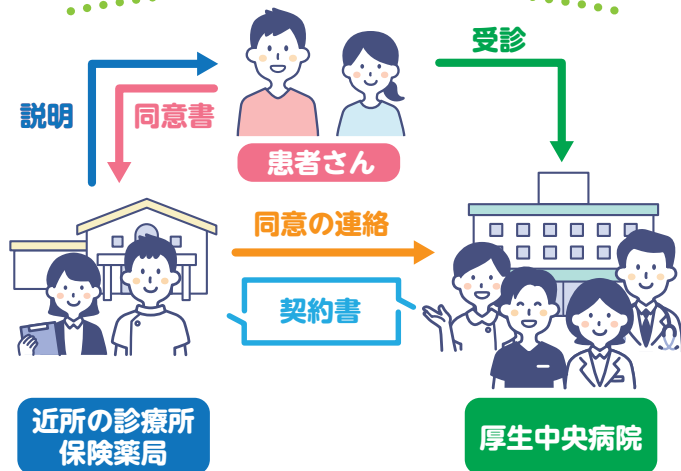 受診
説明
同意書
患者さん
同意の連絡
契約書
近所の診療所
保険薬局
厚生中央病院